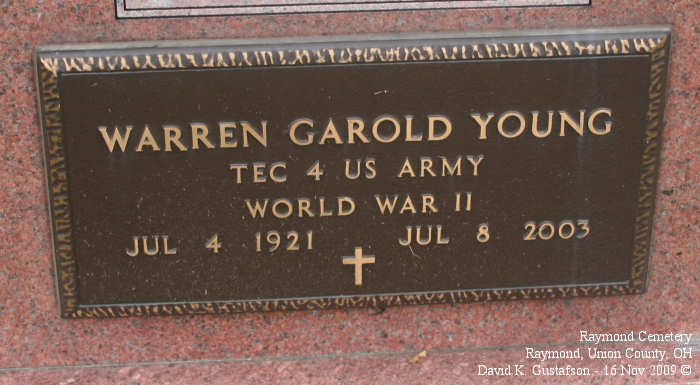 WARREN GAROLD YOUNG
TEC 4 US ARMY
WORLD WAR II
JUL 4 1921 JUL 8 2003
Raymond Cemetery
Raymond, Union County, OH
David K. Gustafson - 16 Nov 2009 ©